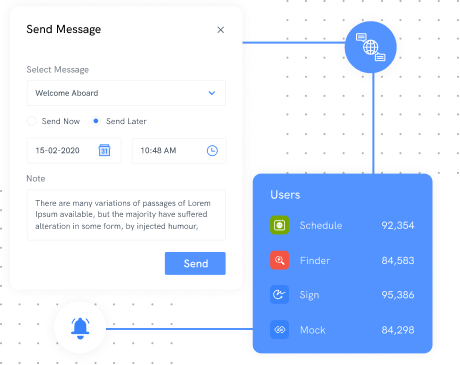 Send Message
Select Message
Welcome Aboard
Send Now
Send Later
15-02-2020
10:48 AM
Note
There are many variations of passages of Lorem
Ipsum available, but the majority have suffered
alteration in some form, by injected humour,
Send
Users
Schedule 92,354
Finder 84,583
Sign 95,386
Mock 84,298